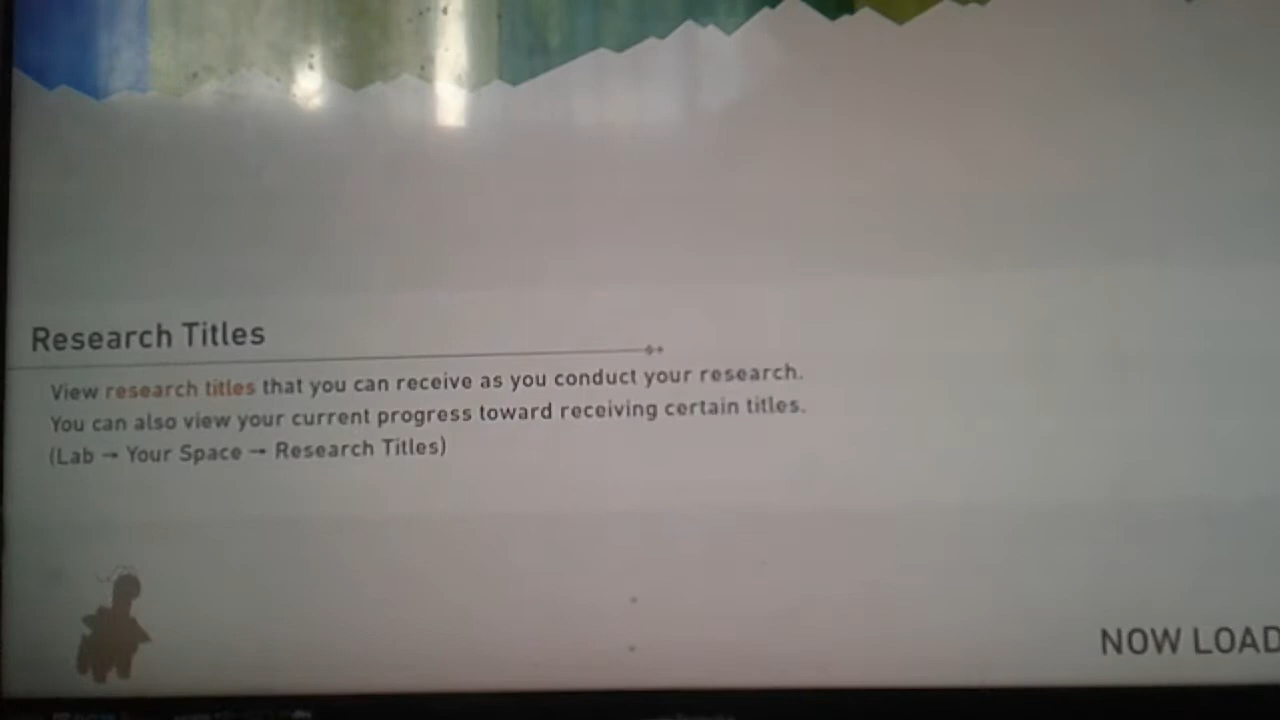 Research Titles
View research titles that you can receive as you conduct your research.
You can also view your current progress toward receiving certain titles.
(Lab → Your Space → Research Titles)
NOW LOAD